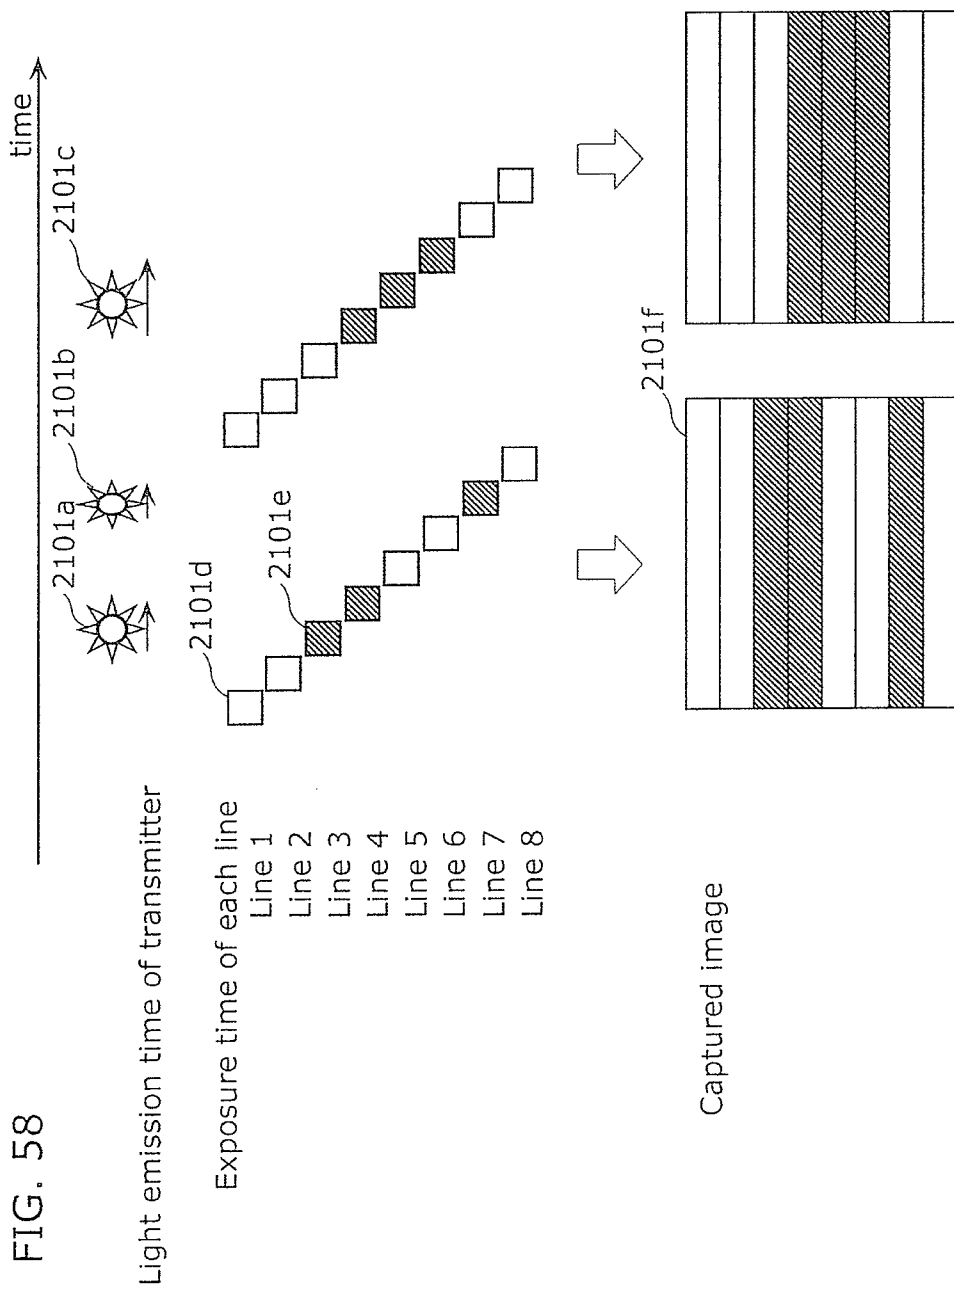 FIG. 58
time
Light emission time of transmitter
2101a
2101b
2101c
Exposure time of each line
Line 1
Line 2
Line 3
Line 4
Line 5
Line 6
Line 7
Line 8
2101d
2101e
Captured image
2101f